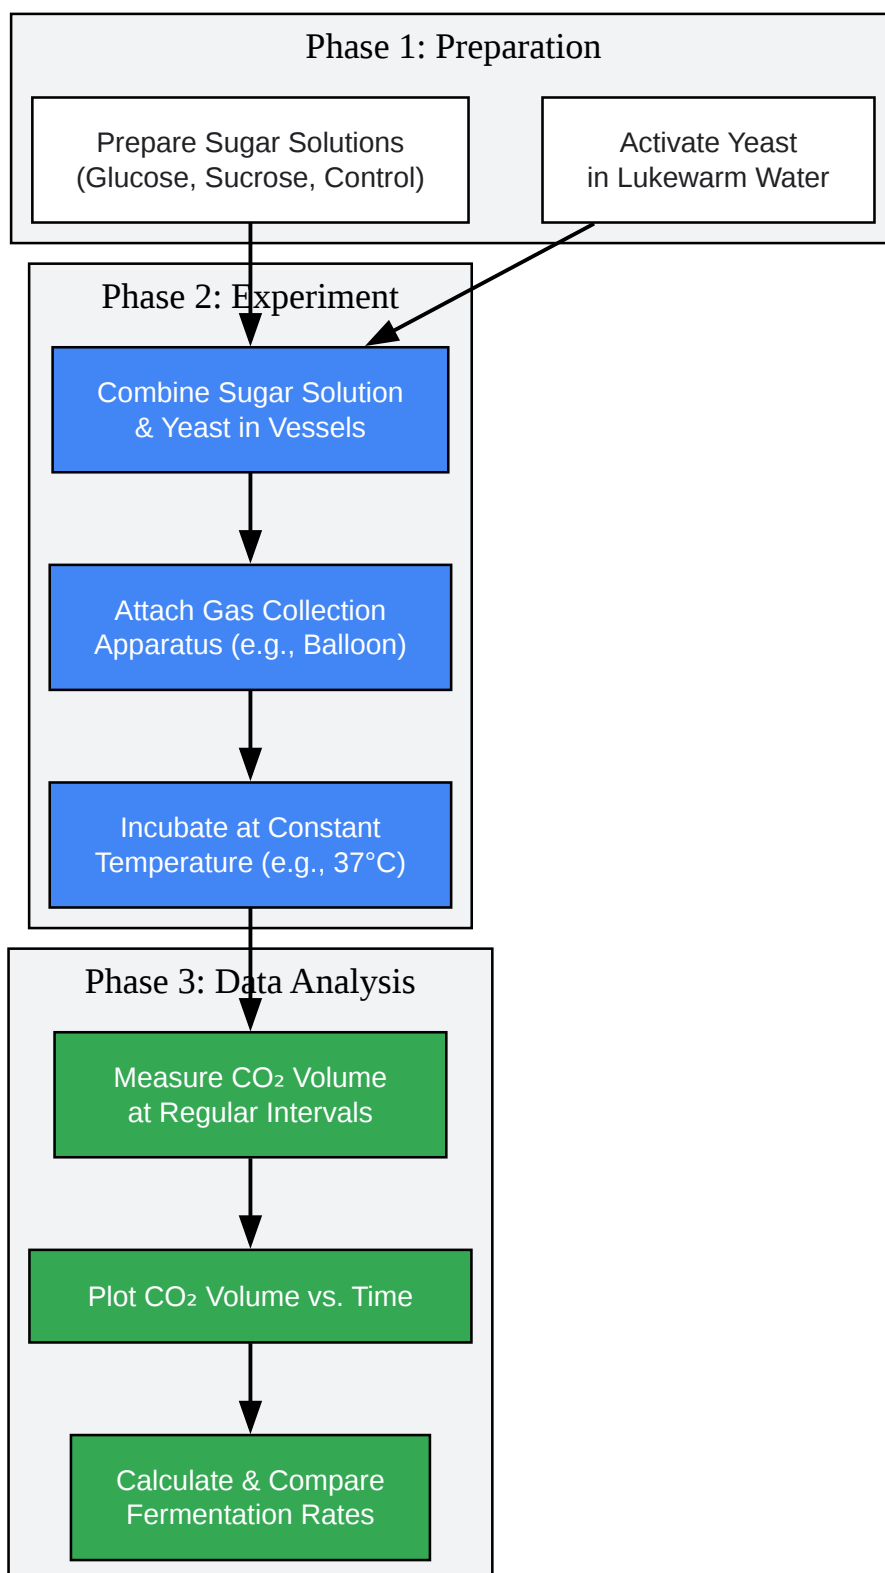 Phase 1: Preparation
Prepare Sugar Solutions
(Glucose, Sucrose, Control)
Activate Yeast
in Lukewarm Water
Phase 2: Experiment
Combine Sugar Solution
& Yeast in Vessels
Attach Gas Collection
Apparatus (e.g., Balloon)
Incubate at Constant
Temperature (e.g., 37°C)
Phase 3: Data Analysis
Measure CO₂ Volume
at Regular Intervals
Plot CO₂ Volume vs. Time
Calculate & Compare
Fermentation Rates